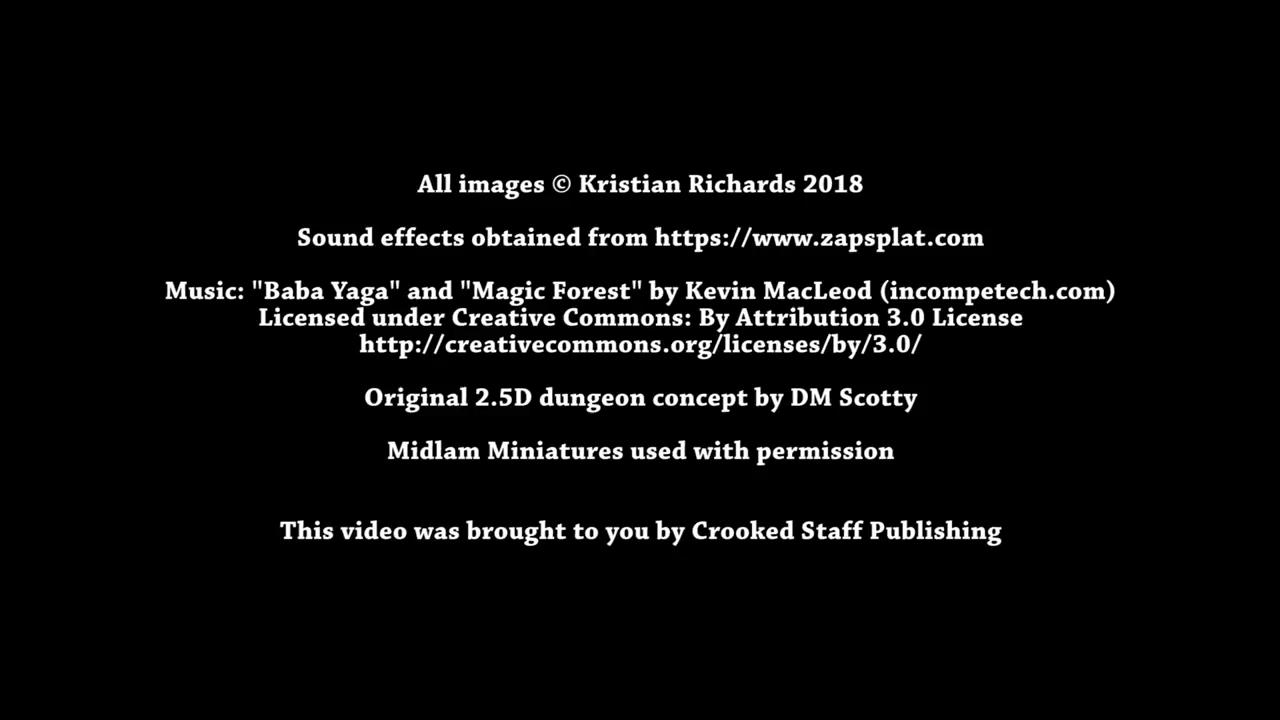 All images © Kristian Richards 2018
Sound effects obtained from https://www.zapsplat.com
Music: "Baba Yaga" and "Magic Forest" by Kevin MacLeod (incompetech.com)
Licensed under Creative Commons: By Attribution 3.0 License
http://creativecommons.org/licenses/by/3.0/
Original 2.5D dungeon concept by DM Scotty
Midlam Miniatures used with permission
This video was brought to you by Crooked Staff Publishing